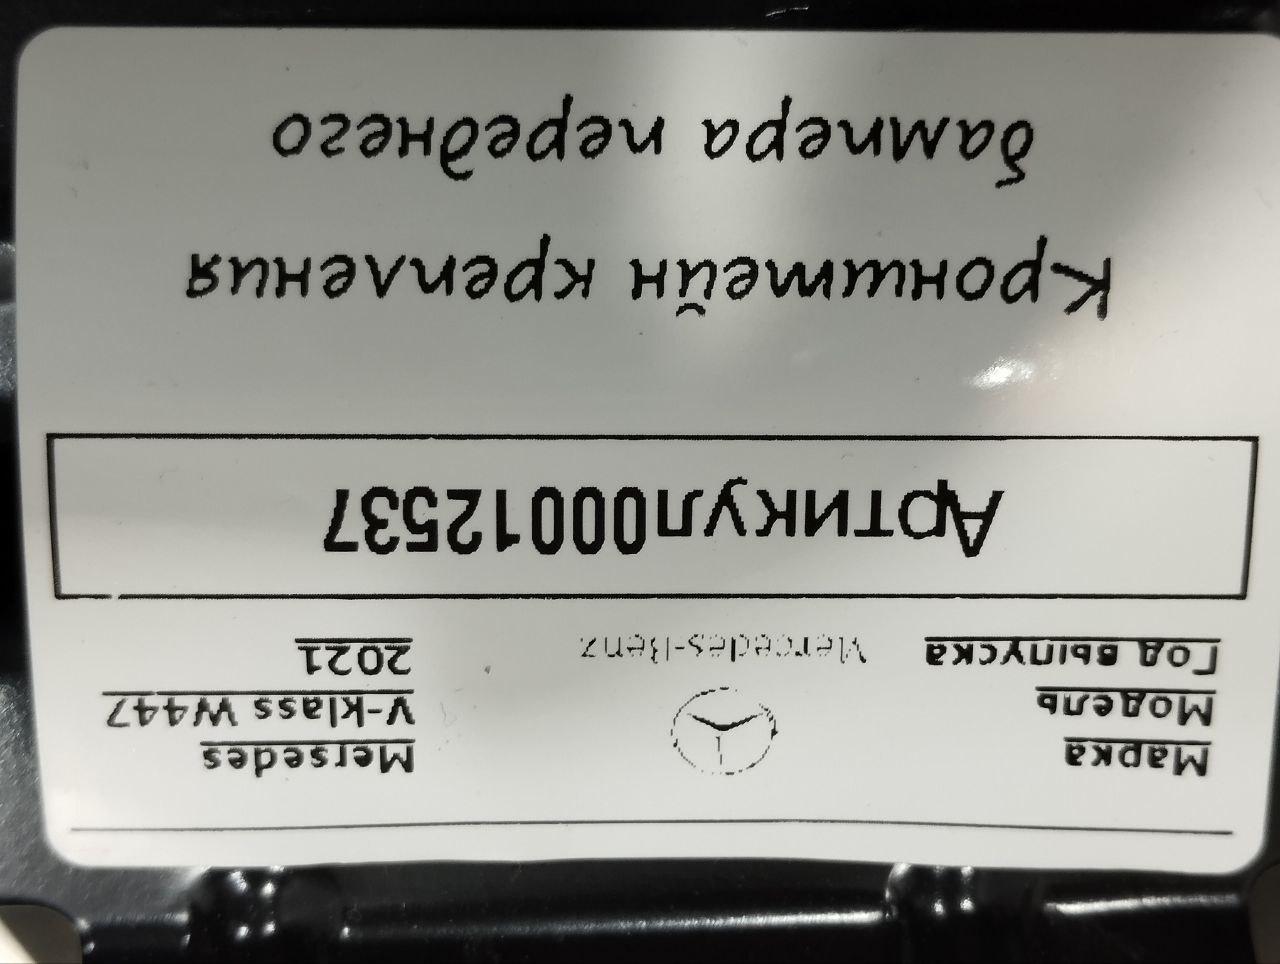 Марка Mersedes
Модель V-klass W447
Год выпуска Mercedes-Benz 2021
Артикул00012537
Кронштейн крепления
бампера переднего